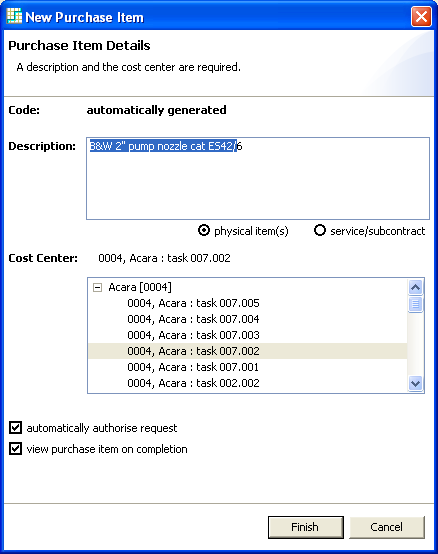 New Purchase Item
Purchase Item Details
A description and the cost center are required.
Code: automatically generated
Description: B&W 2" pump nozzle cat ES42/6
physical item(s) service/subcontract
Cost Center: 0004, Acara : task 007.002
Acara [0004]
0004, Acara : task 007.005
0004, Acara : task 007.004
0004, Acara : task 007.003
0004, Acara : task 007.002
0004, Acara : task 007.001
0004, Acara : task 002.002
automatically authorise request
view purchase item on completion
Finish Cancel